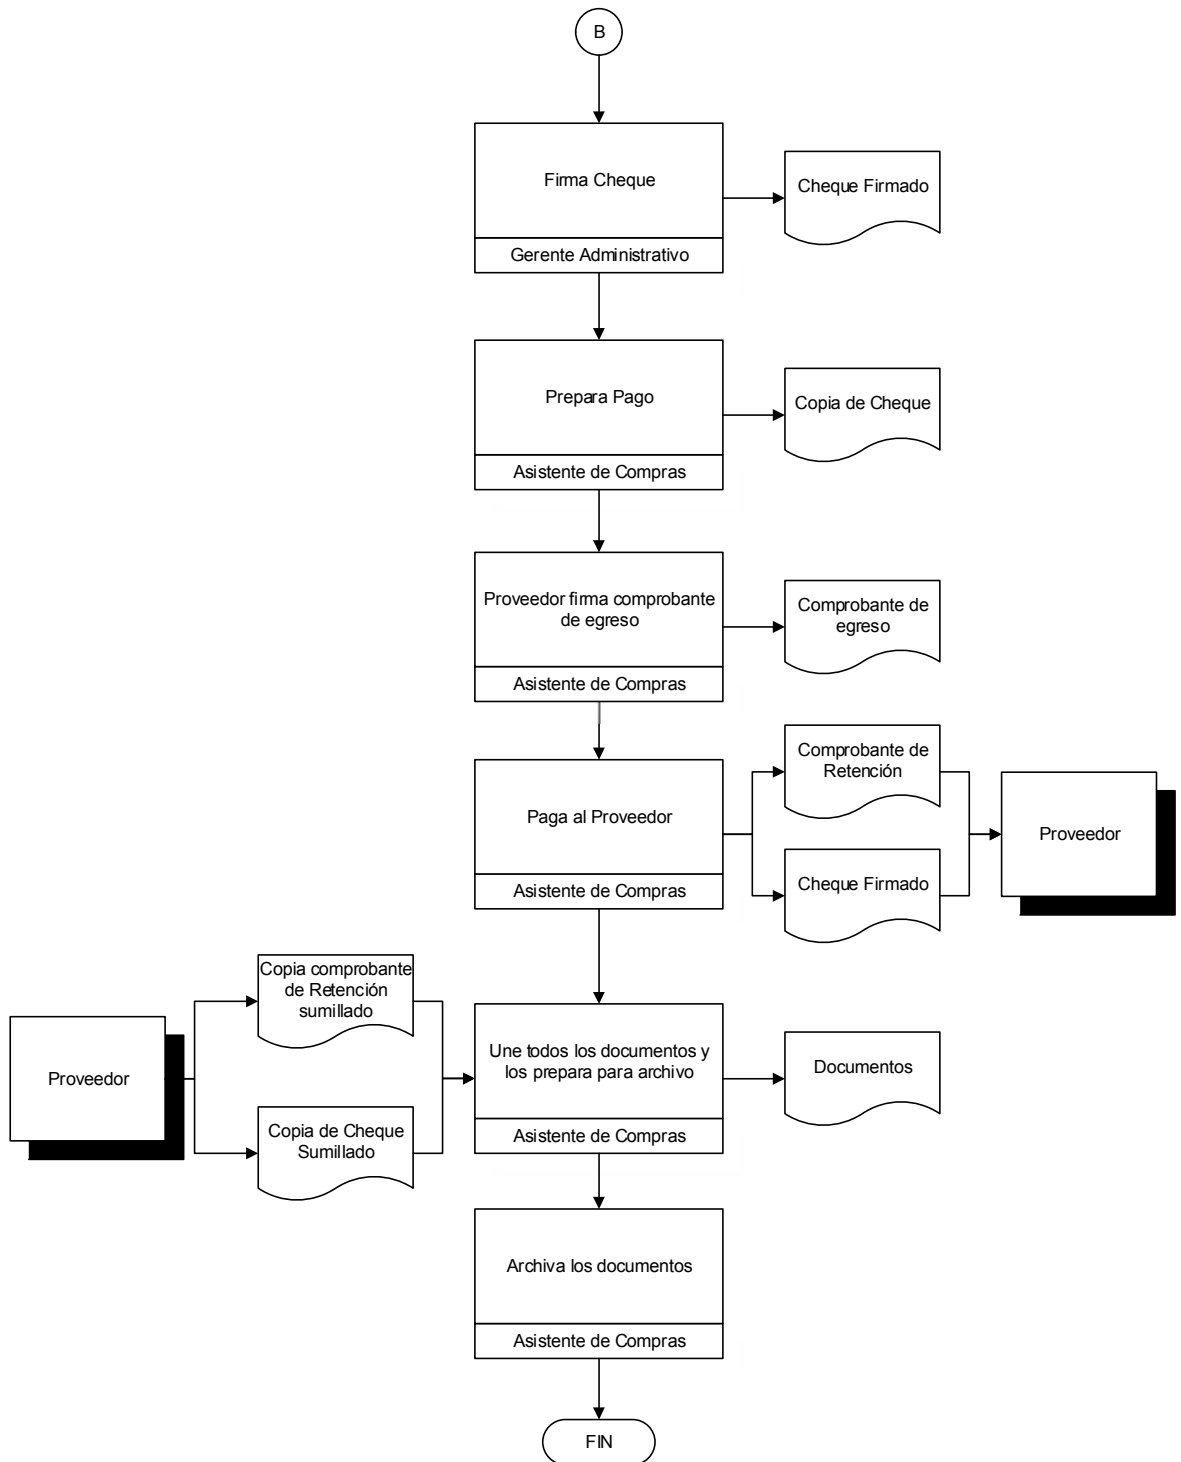 B
Firma Cheque
Gerente Administrativo
Cheque Firmado
Prepara Pago
Asistente de Compras
Copia de Cheque
Proveedor firma comprobante
de egreso
Asistente de Compras
Comprobante de
egreso
Paga al Proveedor
Asistente de Compras
Comprobante de
Retención
Cheque Firmado
Proveedor
Proveedor
Copia comprobante
de Retención
sumillado
Copia de Cheque
Sumillado
Une todos los documentos y
los prepara para archivo
Asistente de Compras
Documentos
Archiva los documentos
Asistente de Compras
FIN